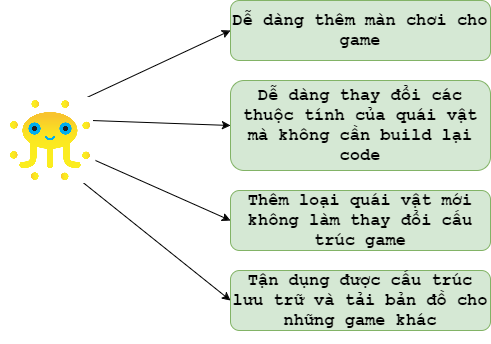 Dễ dàng thêm màn chơi cho
game
Dễ dàng thay đổi các
thuộc tính của quái vật
mà không cần build lại
code
Thêm loại quái vật mới
không làm thay đổi cấu
trúc game
Tận dụng được cấu trúc
lưu trữ và tải bản đồ cho
những game khác